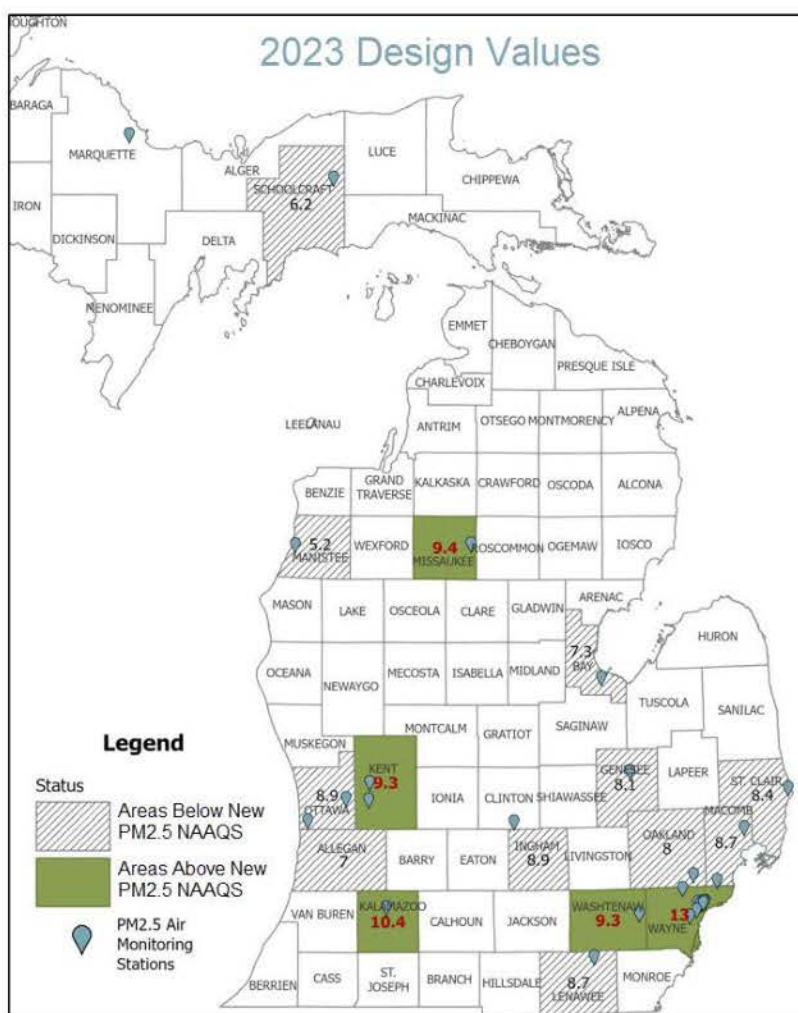 OUGHTON
2023 Design Values
BARAGA
MARQUETTE
LUCE
ALGER
SCHOOLCRAFT
6.2
CHIPPEWA
IRON
MACKINAC
DICKINSON
DELTA
MENOMINEE
EMMET
CHEBOYGAN
PRESQUE ISLE
CHARLEVOIX
LEELANAU
ANTRIM
OTSEGO
MONTMORENCY
ALPENA
BENZIE
GRAND
TRAVERSE
KALKASKA
CRAWFORD
OSCODA
ALCONA
5.2
MANISTEE
WEXFORD
9.4
MISSAUKEE
ROSCOMMON
OGEMAW
IOSCO
MASON
LAKE
OSCEOLA
CLARE
GLADWIN
ARENAC
7.3
BAY
HURON
OCEANA
NEWAYGO
MECOSTA
ISABELLA
MIDLAND
TUSCOLA
SANILAC
MONTCALM
GRATIOT
SAGINAW
MUSKEGON
KENT
9.3
8.9
OTTAWA
IONIA
CLINTON
SHIAWASSEE
GENESEE
8.1
LAPEER
ST. CLAIR
8.4
MACOMB
8.7
ALLEGAN
7
BARRY
EATON
INGHAM
8.9
LIVINGSTON
OAKLAND
8
VAN BUREN
KALAMAZOO
10.4
CALHOUN
JACKSON
WASHTENAW
9.3
13
WAYNE
BERRIEN
CASS
ST.
JOSEPH
BRANCH
HILLSDALE
8.7
LENAWEE
MONROE
Legend
Status
Areas Below New
PM2.5 NAAQS
Areas Above New
PM2.5 NAAQS
PM2.5 Air
Monitoring
Stations